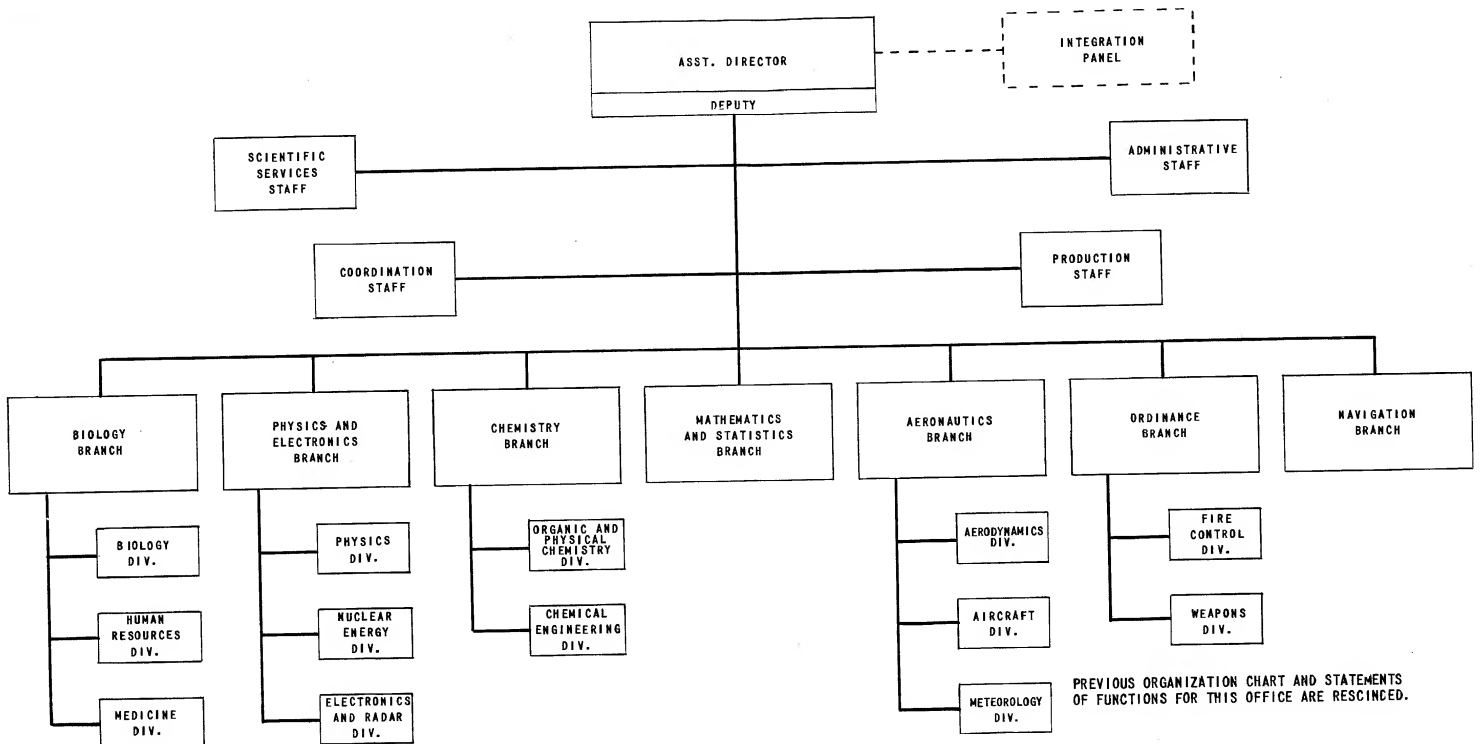 ASST. DIRECTOR
DEPUTY
INTEGRATION
PANEL
SCIENTIFIC
SERVICES
STAFF
ADMINISTRATIVE
STAFF
COORDINATION
STAFF
PRODUCTION
STAFF
BIOLOGY
BRANCH
PHYSICS AND
ELECTRONICS
BRANCH
CHEMISTRY
BRANCH
MATHEMATICS
AND STATISTICS
BRANCH
AERONAUTICS
BRANCH
ORDINANCE
BRANCH
NAVIGATION
BRANCH
BIOLOGY
DIV.
HUMAN
RESOURCES
DIV.
MEDICINE
DIV.
PHYSICS
DIV.
NUCLEAR
ENERGY
DIV.
ELECTRONICS
AND RADAR
DIV.
ORGANIC AND
PHYSICAL
CHEMISTRY
DIV.
CHEMICAL
ENGINEERING
DIV.
AERODYNAMICS
DIV.
AIRCRAFT
DIV.
METEOROLOGY
DIV.
FIRE
CONTROL
DIV.
WEAPONS
DIV.
PREVIOUS ORGANIZATION CHART AND STATEMENTS
OF FUNCTIONS FOR THIS OFFICE ARE RESCINDED.